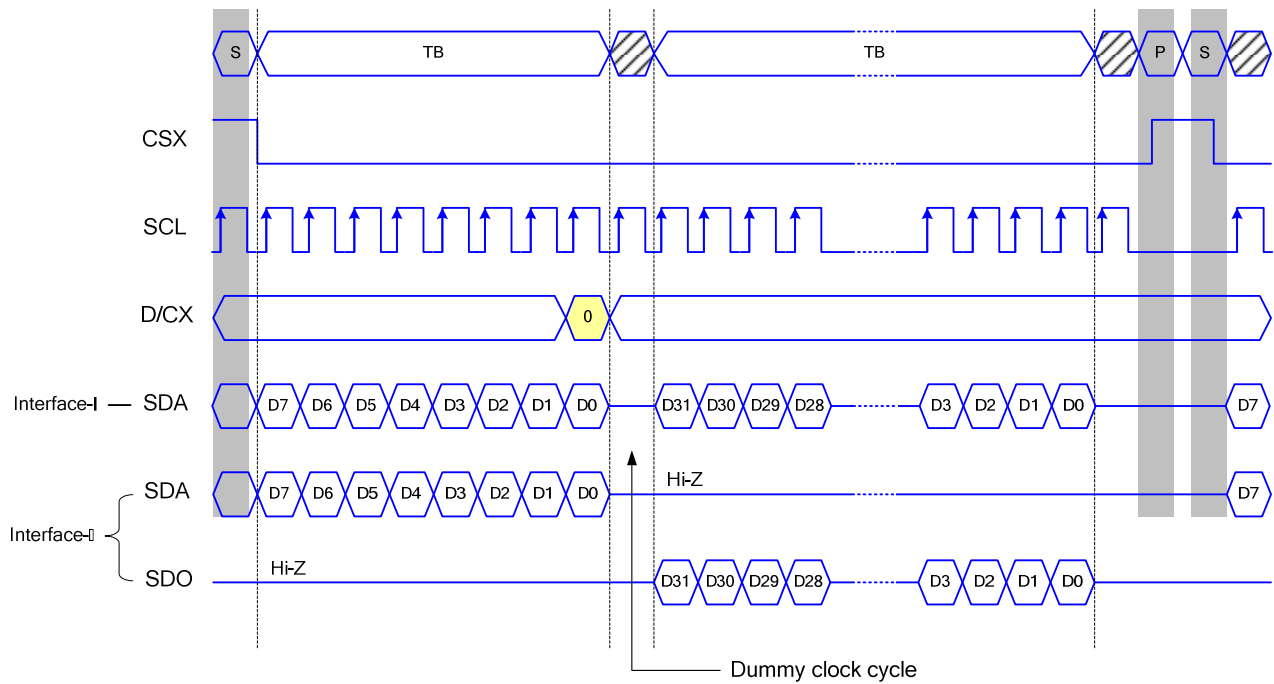 S TB TB P S
CSX
SCL
D/CX 0
Interface-I SDA D7 D6 D5 D4 D3 D2 D1 D0 D31 D30 D29 D28 D3 D2 D1 D0 D7
SDA D7 D6 D5 D4 D3 D2 D1 D0 Hi-Z D7
Interface-▯
SDO Hi-Z D31 D30 D29 D28 D3 D2 D1 D0
Dummy clock cycle